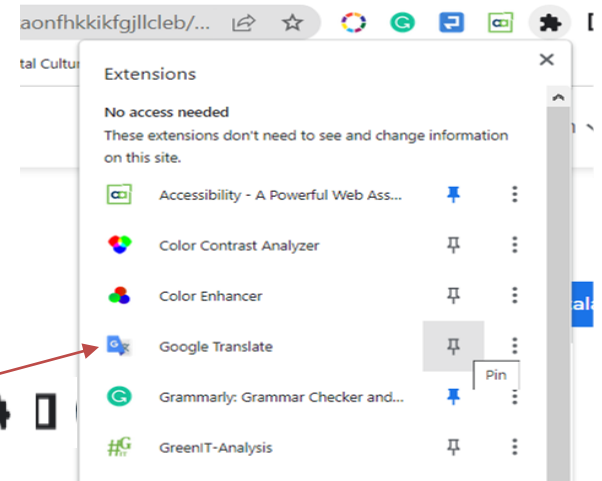 aonfhkkikfgjllcleb/...
tal Cultu
Extensions
No access needed
These extensions don't need to see and change information
on this site.
Accessibility - A Powerful Web Ass...
Color Contrast Analyzer
Color Enhancer
Google Translate
Pin
Grammarly: Grammar Checker and...
GreenIT-Analysis